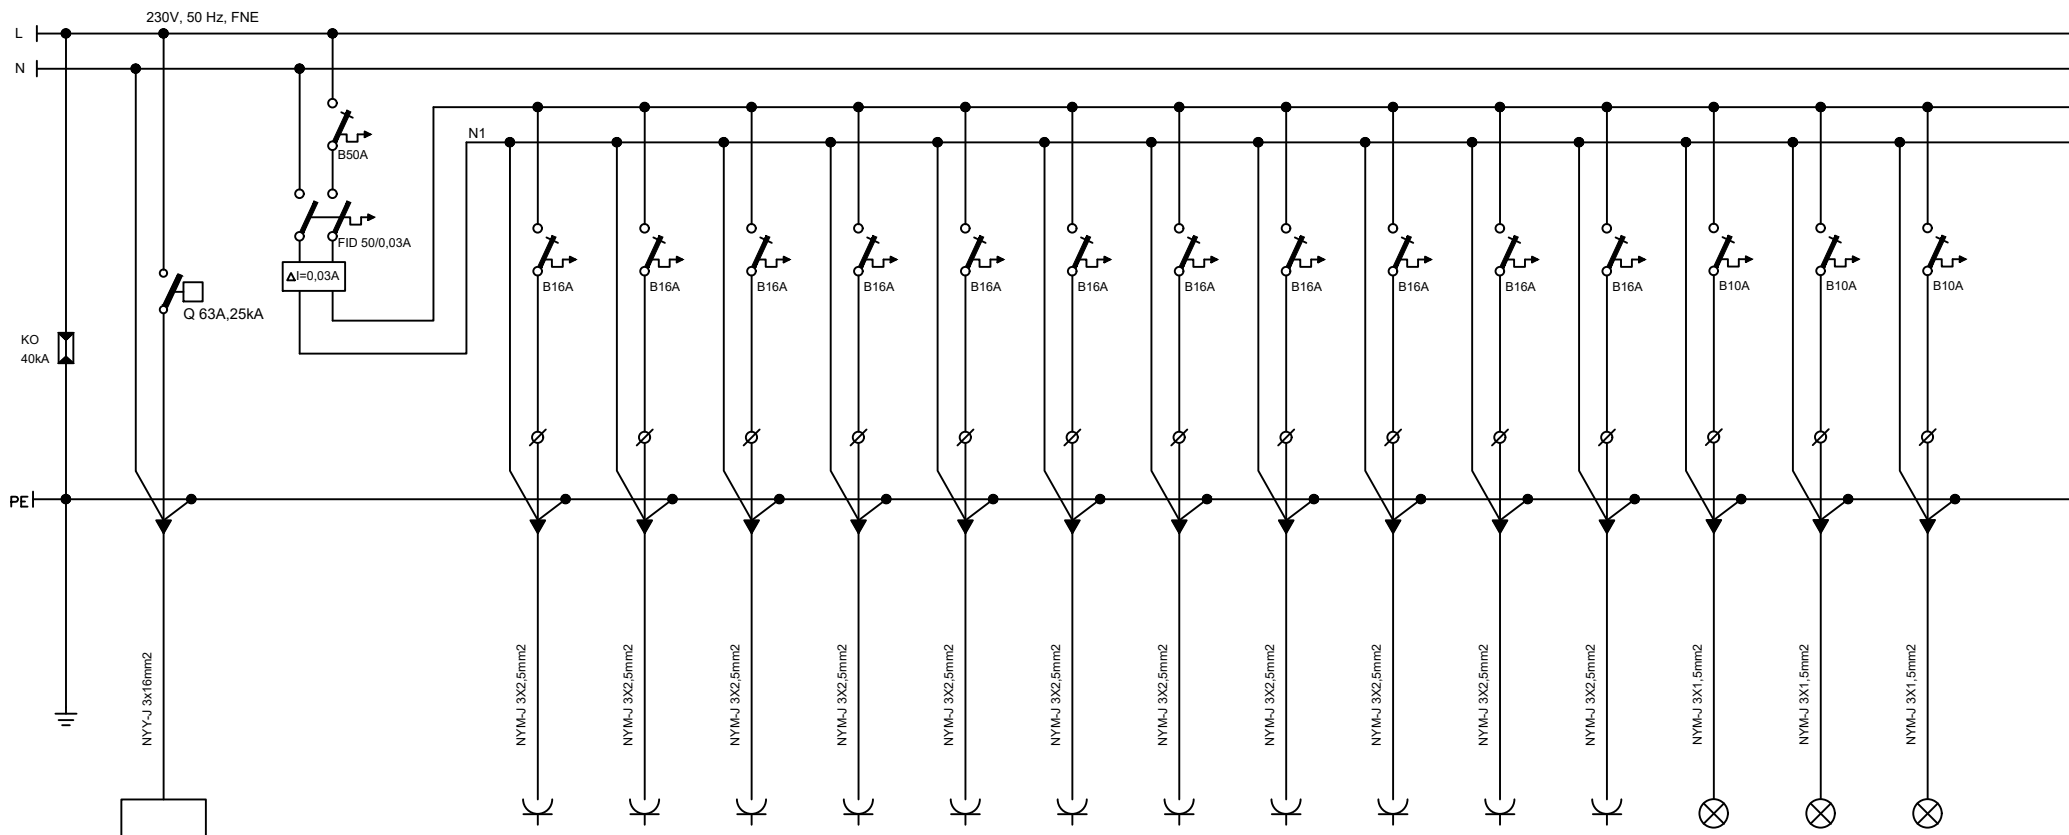 230V, 50 Hz, FNE
L
N
N1
B50A
FID 50/0,03A
ΔI=0,03A
Q 63A,25kA
KO
40kA
B16A B16A B16A B16A B16A B16A B16A B16A B16A B16A B16A B10A B10A B10A
PE
NYY-J 3x16mm2
NYM-J 3X2,5mm2
NYM-J 3X2,5mm2
NYM-J 3X2,5mm2
NYM-J 3X2,5mm2
NYM-J 3X2,5mm2
NYM-J 3X2,5mm2
NYM-J 3X2,5mm2
NYM-J 3X2,5mm2
NYM-J 3X2,5mm2
NYM-J 3X2,5mm2
NYM-J 3X2,5mm2
NYM-J 3X1,5mm2
NYM-J 3X1,5mm2
NYM-J 3X1,5mm2